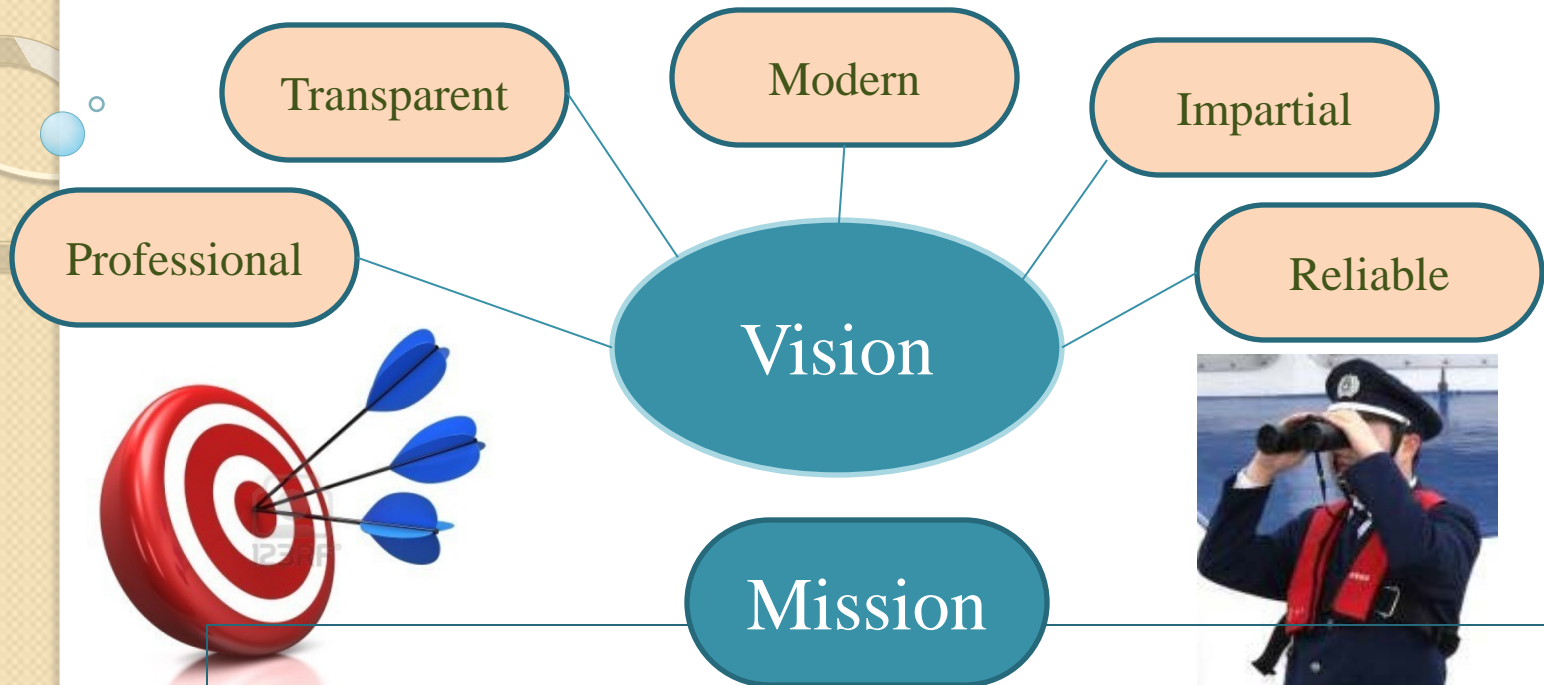 Transparent
Modern
Impartial
Professional
Reliable
Vision
Mission